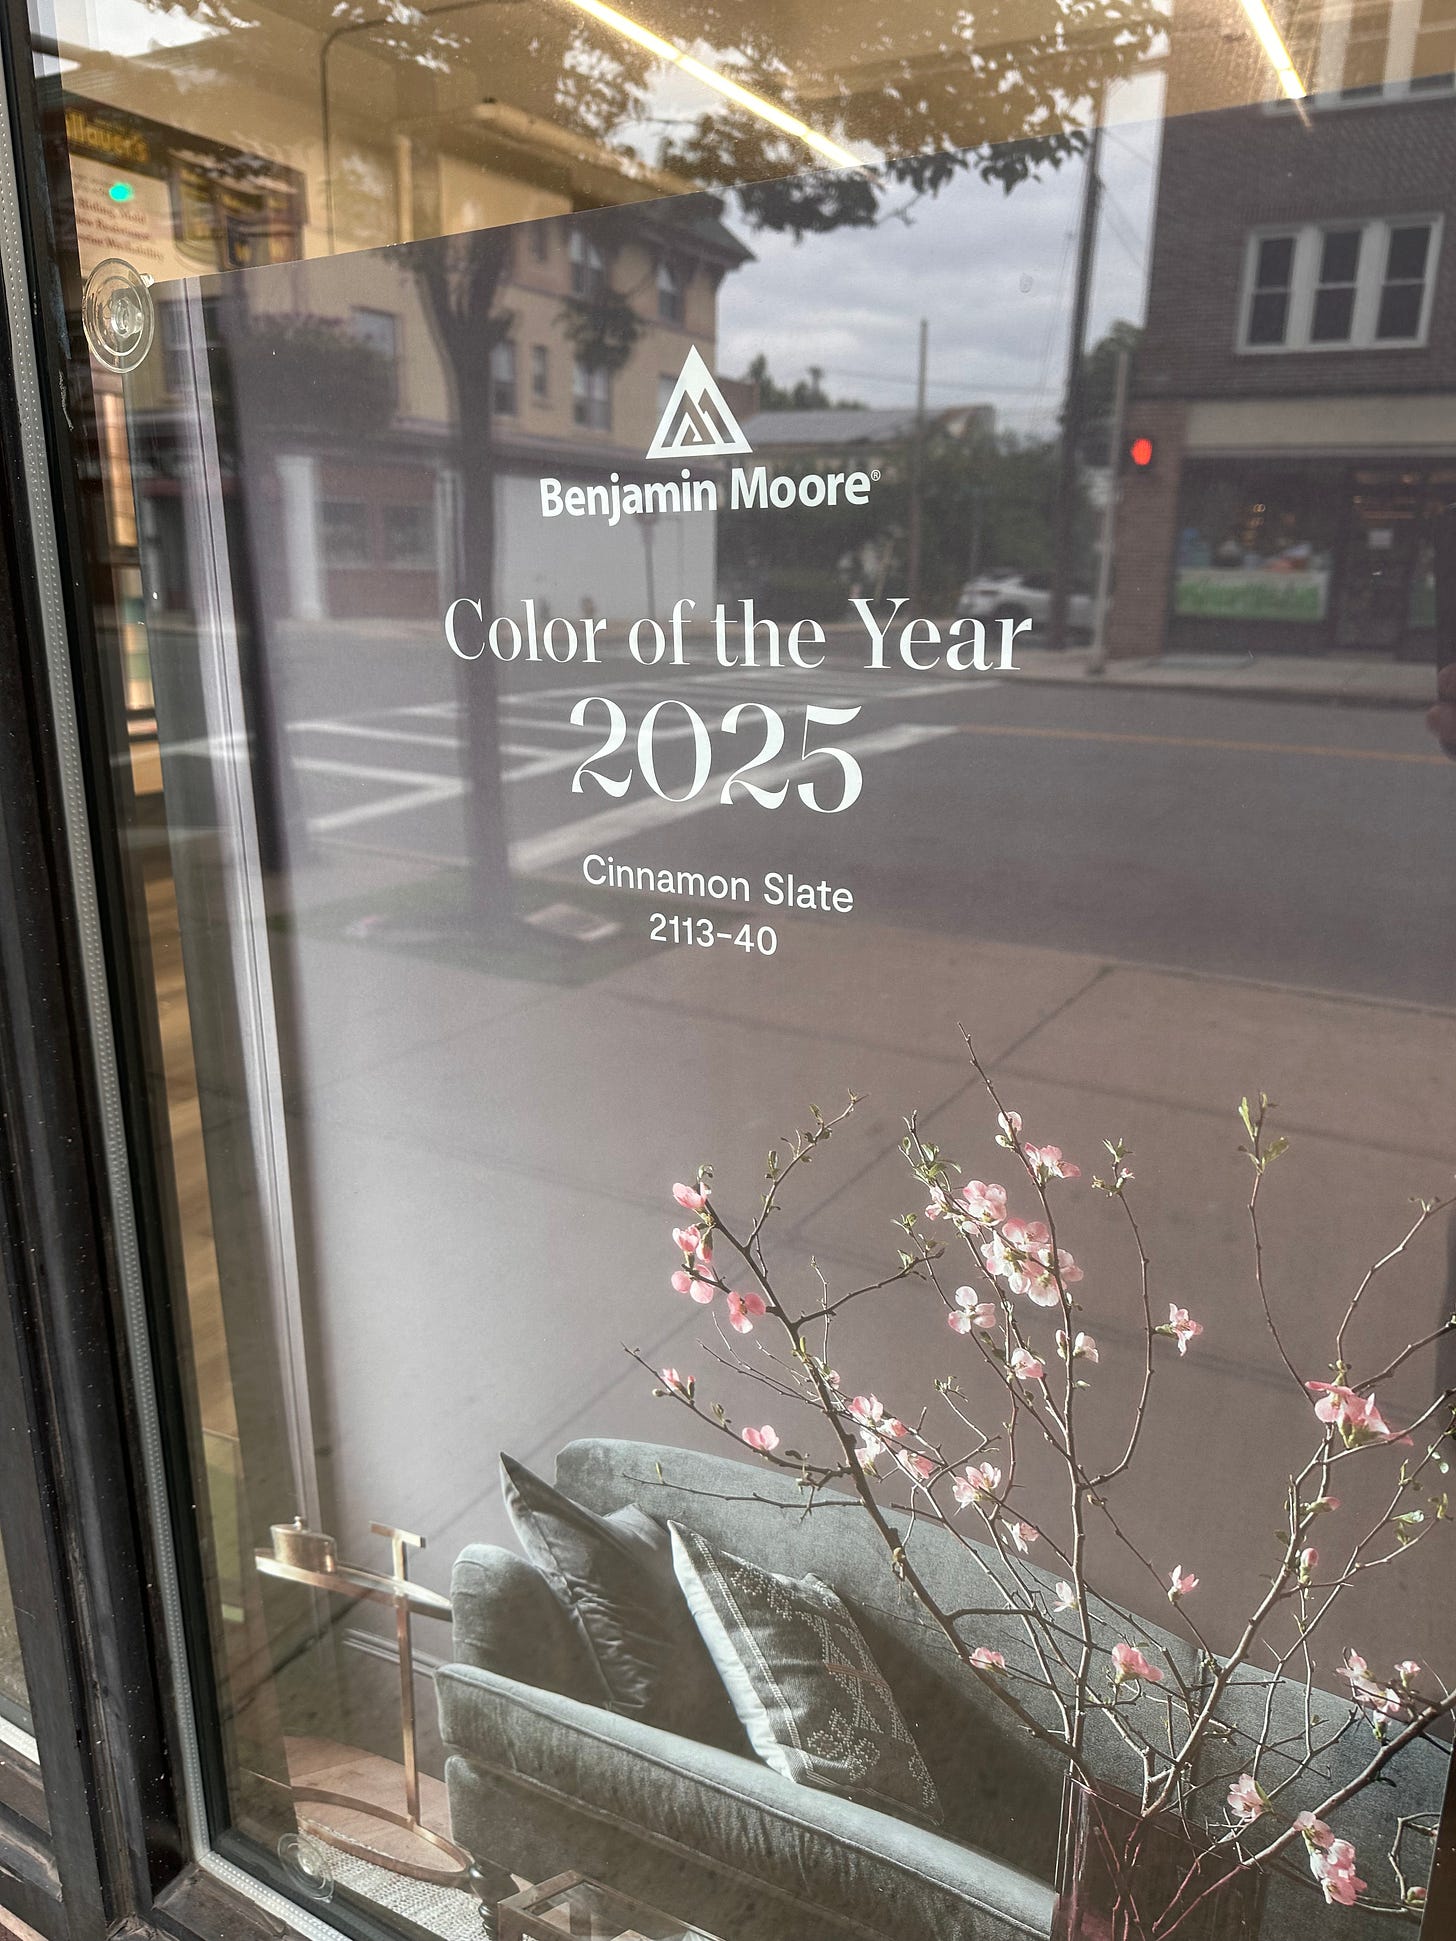 Benjamin Moore®
Color of the Year
2025
Cinnamon Slate
2113-40